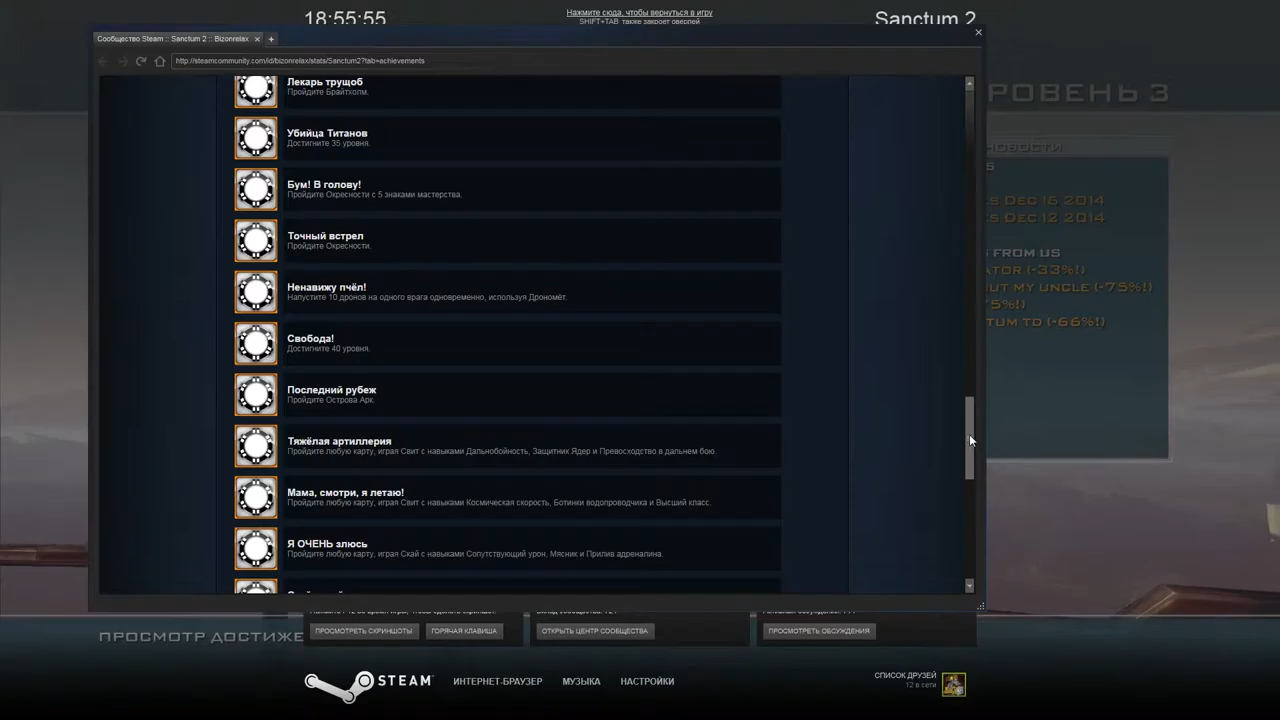 18:55:55
Нажмите сюда, чтобы вернуться в игру
SHIFT+TAB также закроет оверлей
Sanctum 2
Сообщество Steam :: Sanctum 2 :: Bizonrelax
http://steamcommunity.com/id/bizonrelax/stats/Sanctum2?tab=achievements
РОВЕНЬ 3
НОВОСТИ
S
ES DEC 16 2014
ES DEC 12 2014
S FROM US
ATOR (-33%!)
UT MY UNCLE (-75%!)
75%!)
TUM TD (-66%!)
Лекарь трущоб
Пройдите Брайтхолм.
Убийца Титанов
Достигните 35 уровня.
Бум! В голову!
Пройдите Окресности с 5 знаками мастерства.
Точный встрел
Пройдите Окресности.
Ненавижу пчёл!
Напустите 10 дронов на одного врага одновременно, используя Дрономёт.
Свобода!
Достигните 40 уровня.
Последний рубеж
Пройдите Острова Арк.
Тяжёлая артиллерия
Пройдите любую карту, играя Свит с навыками Дальнобойность, Защитник Ядер и Превосходство в дальнем бою.
Мама, смотри, я летаю!
Пройдите любую карту, играя Свит с навыками Космическая скорость, Ботинки водопроводчика и Высший класс.
Я ОЧЕНЬ злюсь
Пройдите любую карту, играя Скай с навыками Сопутствующий урон, Мясник и Прилив адреналина.
ПРОСМОТР ДОСТИЖЕ
ПРОСМОТРЕТЬ СКРИНШОТЫ
ГОРЯЧАЯ КЛАВИША
ОТКРЫТЬ ЦЕНТР СООБЩЕСТВА
ПРОСМОТРЕТЬ ОБСУЖДЕНИЯ
STEAM
ИНТЕРНЕТ-БРАУЗЕР
МУЗЫКА
НАСТРОЙКИ
СПИСОК ДРУЗЕЙ
12 в сети